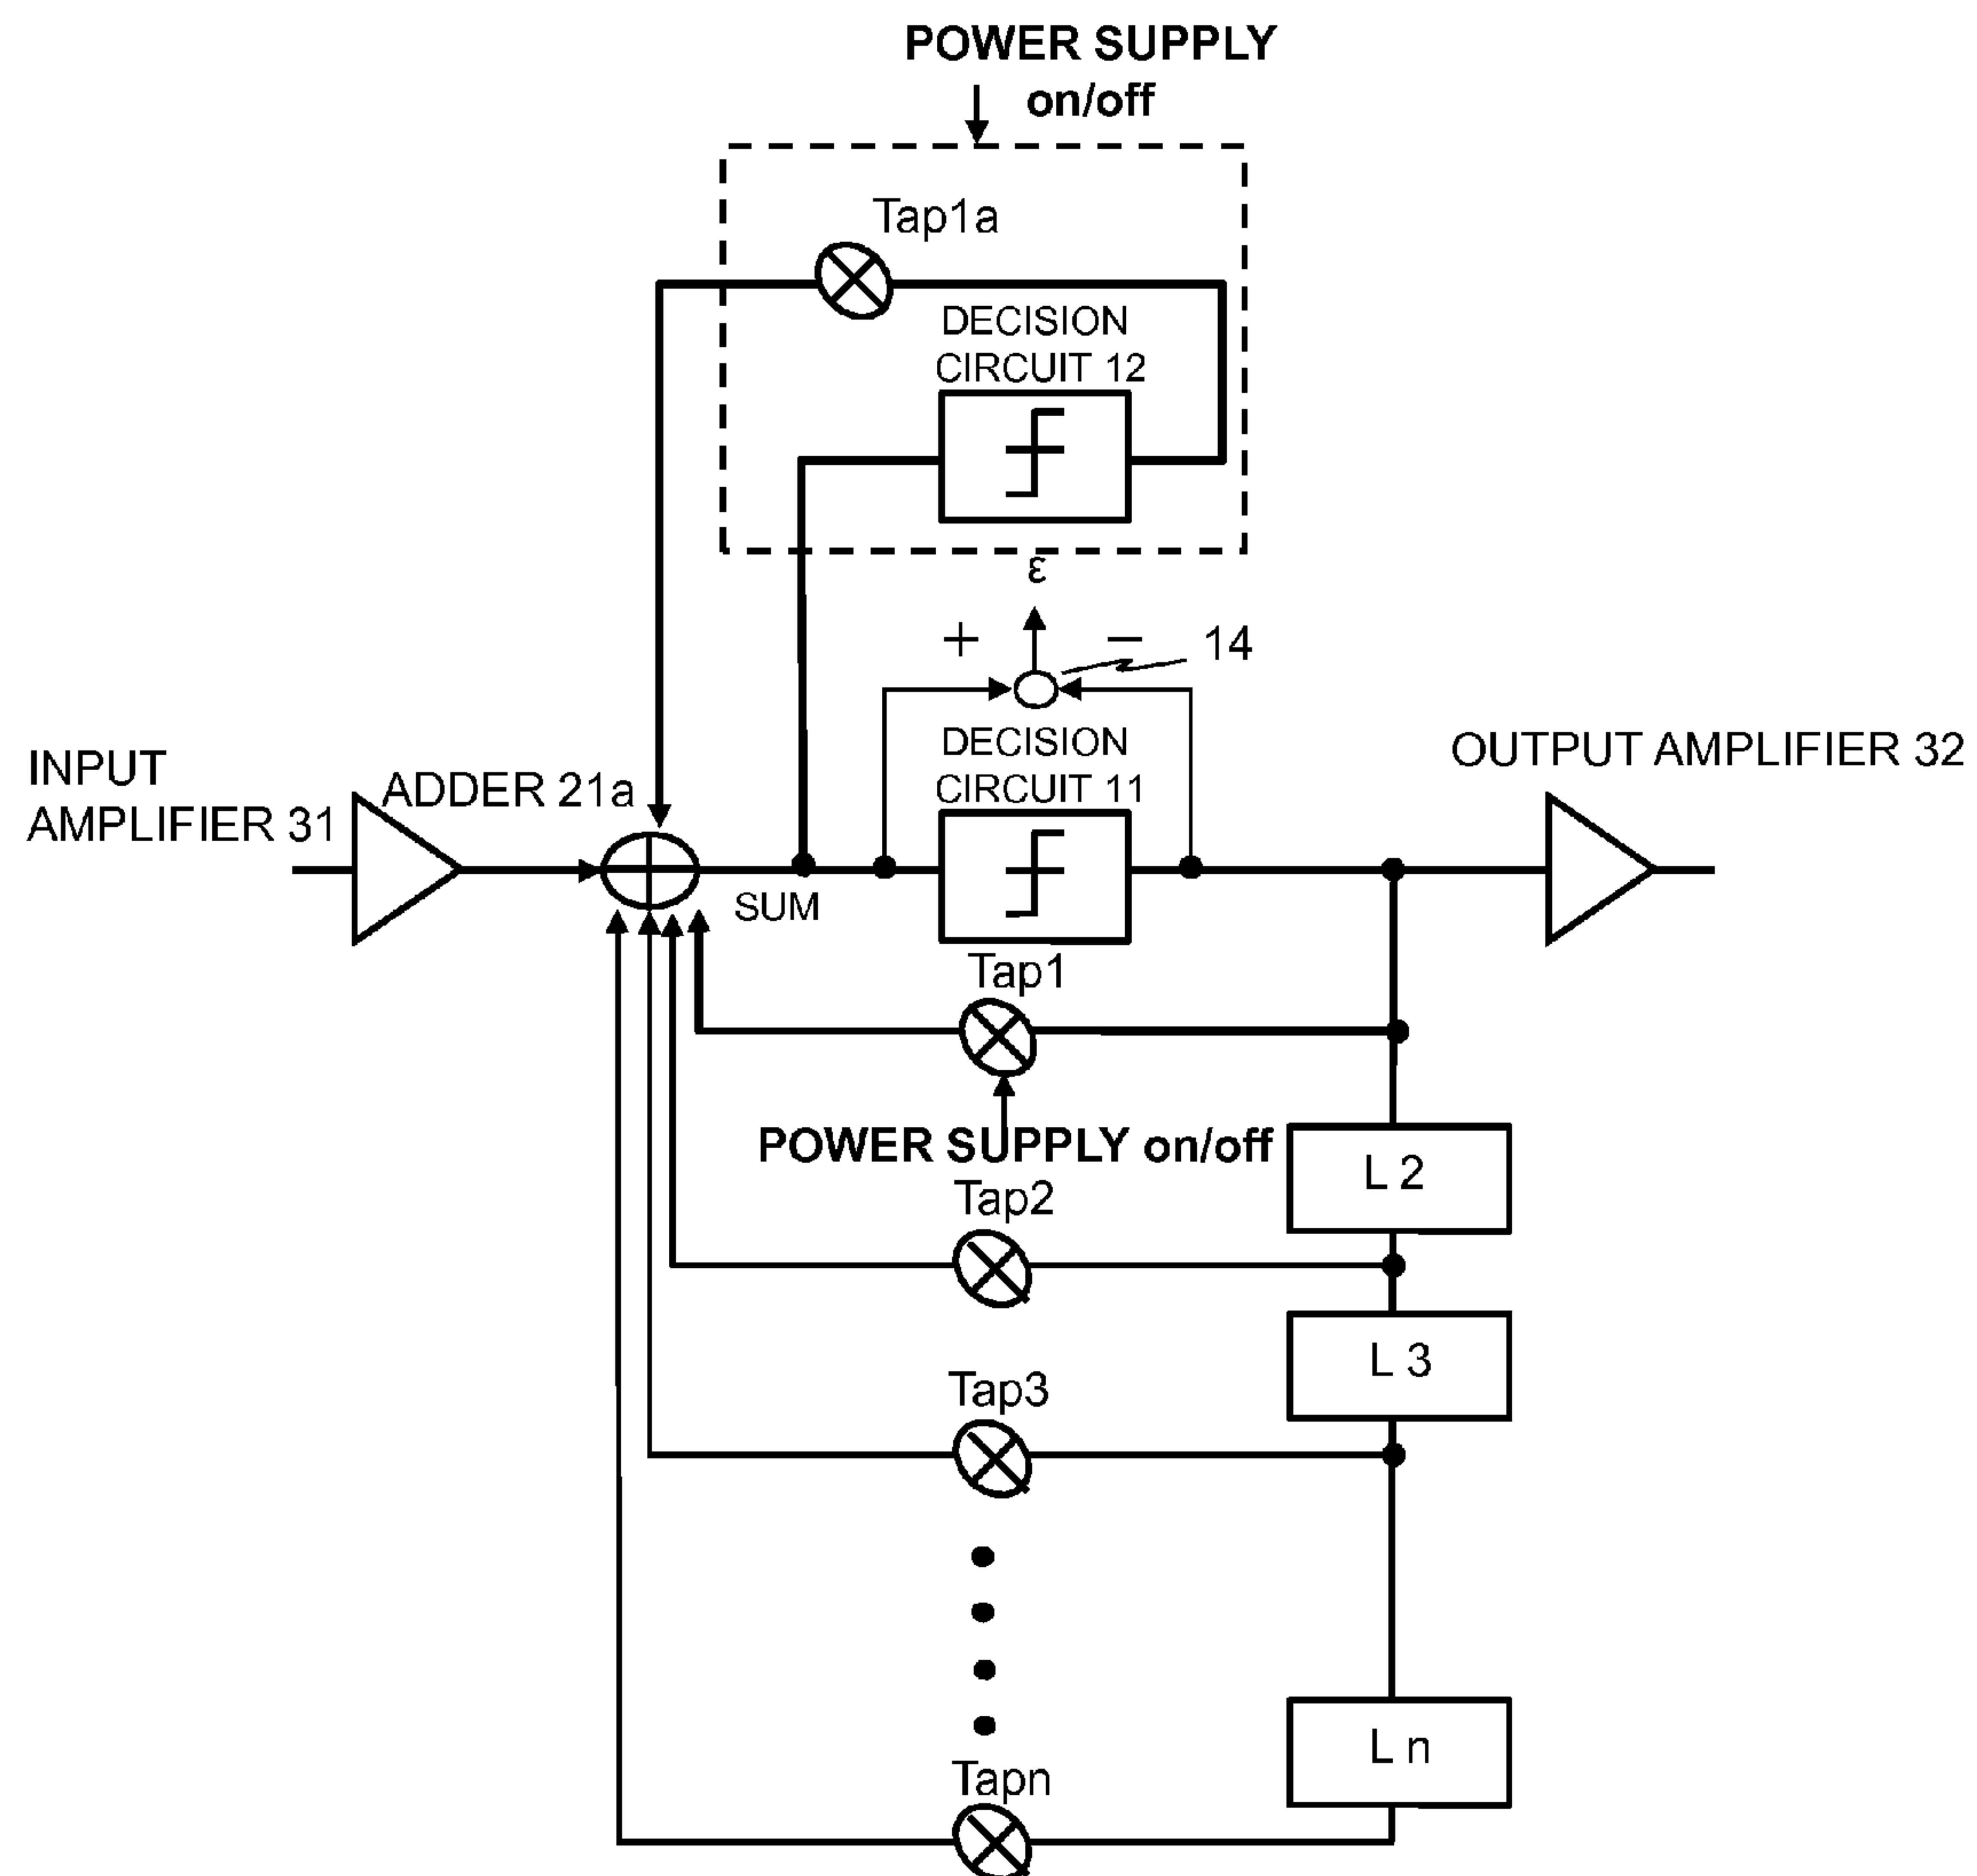 POWER SUPPLY
on/off
Tap1a
DECISION
CIRCUIT 12
ε
+
−
14
DECISION
CIRCUIT 11
INPUT
AMPLIFIER 31
ADDER 21a
OUTPUT AMPLIFIER 32
SUM
Tap1
POWER SUPPLY on/off
L 2
Tap2
L 3
Tap3
L n
Tapn